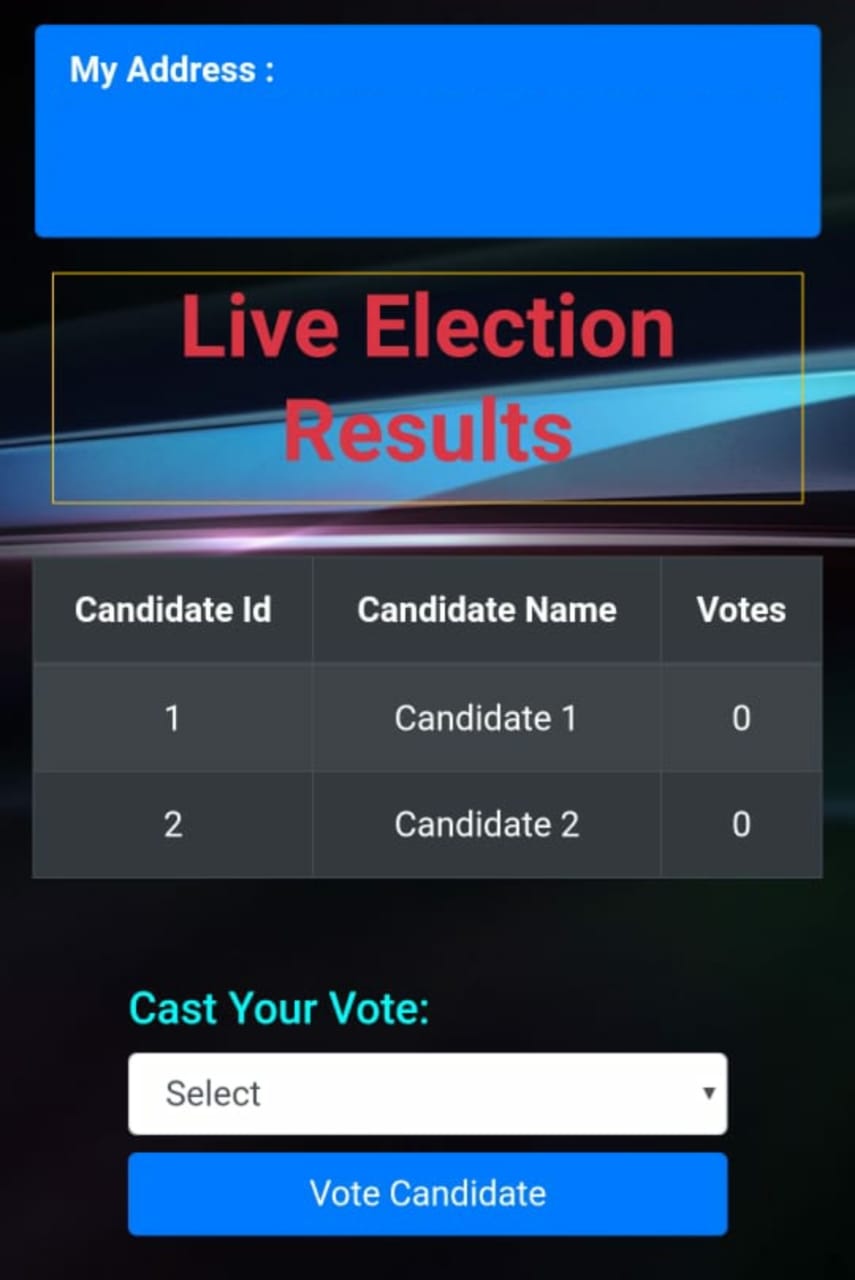 My Address :
Live Election
Results
Candidate Id Candidate Name Votes
1 Candidate 1 0
2 Candidate 2 0
Cast Your Vote:
Select
Vote Candidate